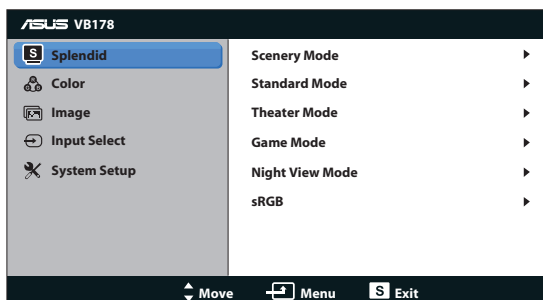 ASUS VB178
S Splendid
Color
Image
Input Select
System Setup
Scenery Mode
Standard Mode
Theater Mode
Game Mode
Night View Mode
sRGB
Move Menu S Exit